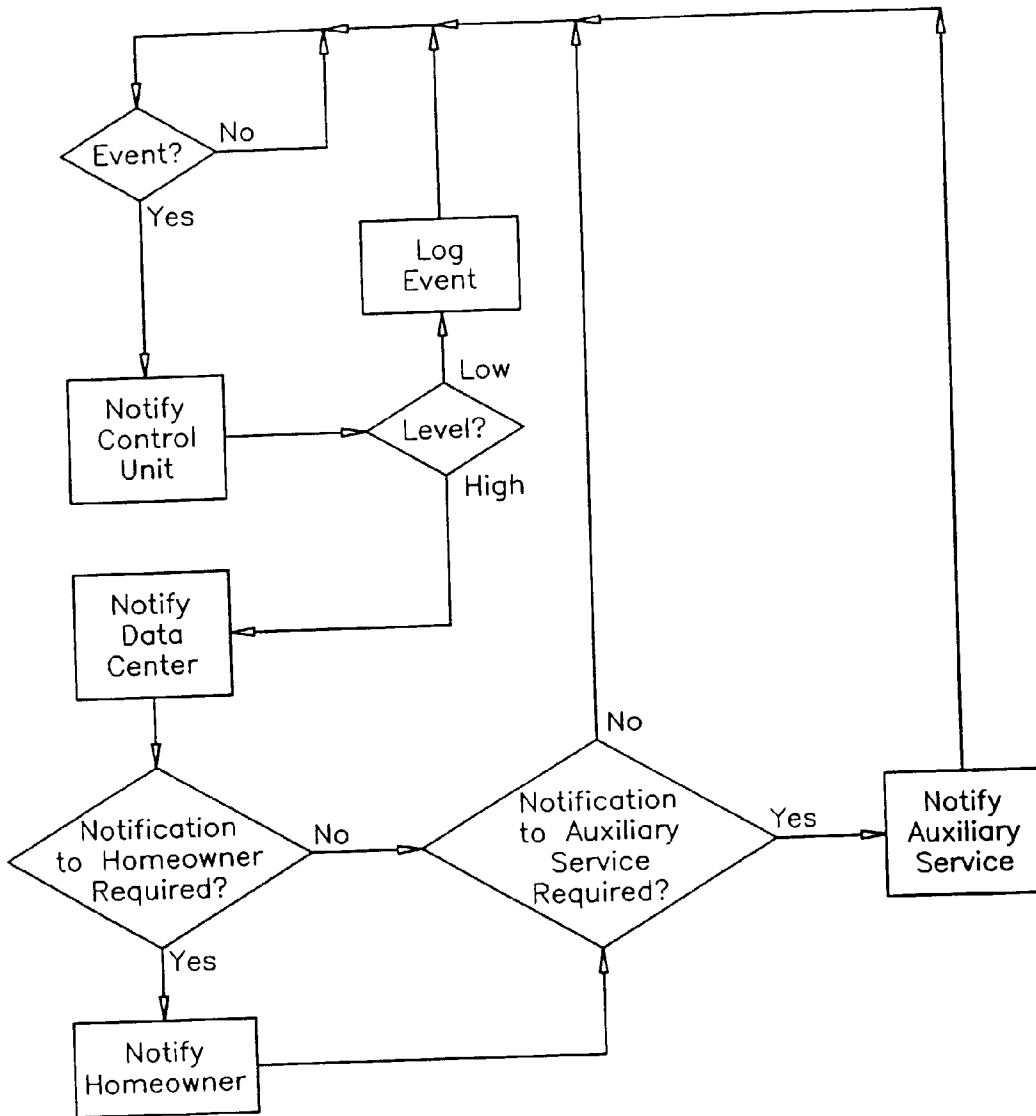 Event?
No
Yes
Log
Event
Low
Notify
Control
Unit
Level?
High
Notify
Data
Center
No
Notification
to Homeowner
Required?
No
Notification
to Auxiliary
Service
Required?
Yes
Notify
Auxiliary
Service
Yes
Notify
Homeowner